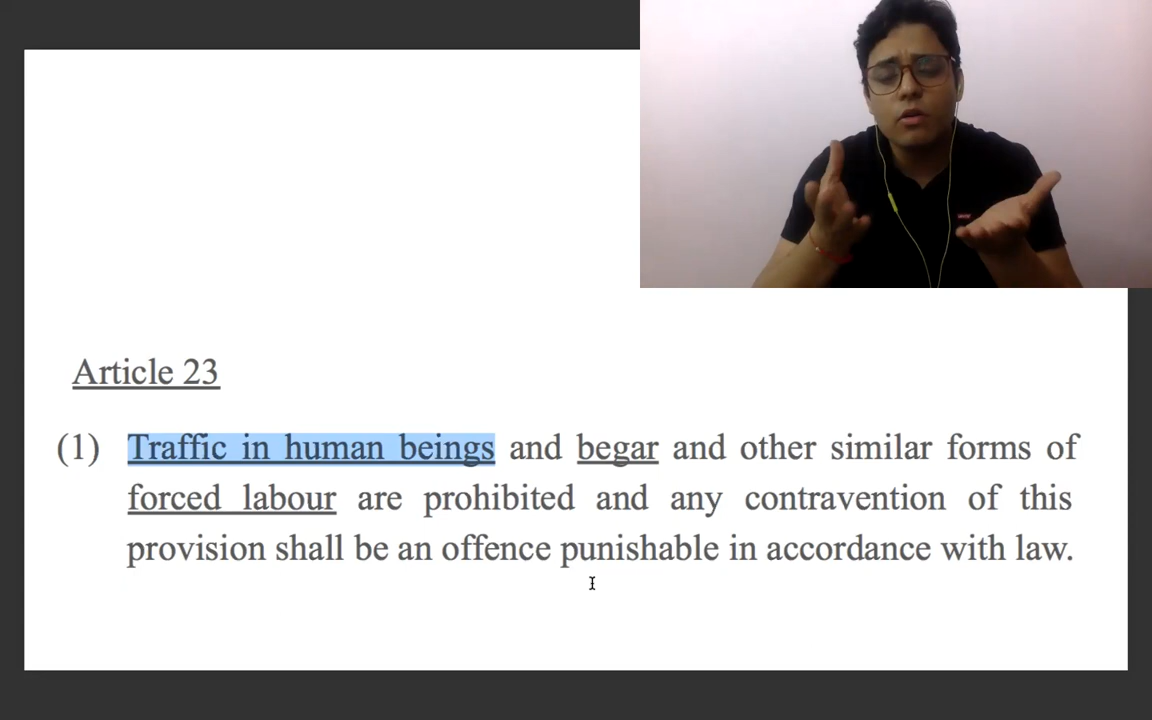 Article 23
(1) Traffic in human beings and begar and other similar forms of
forced labour are prohibited and any contravention of this
provision shall be an offence punishable in accordance with law.